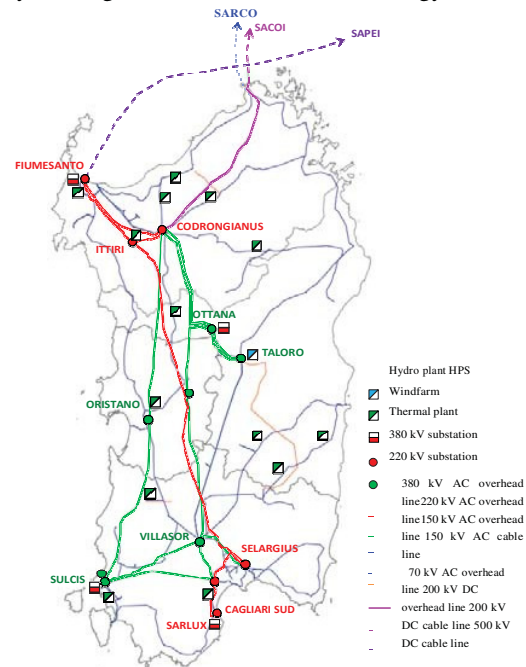 SARCO
SACOI
SAPEI
FIUMESANTO
CODRONGIANUS
ITTIRI
OTTANA
TALORO
ORISTANO
VILLASOR
SELARGIUS
SULCIS
CAGLIARI SUD
SARLUX
Hydro plant HPS
Windfarm
Thermal plant
380 kV substation
220 kV substation
380 kV AC overhead
line220 kV AC overhead
line150 kV AC overhead
line 150 kV AC cable
line
70 kV AC overhead
line 200 kV DC
overhead line 200 kV
DC cable line 500 kV
DC cable line